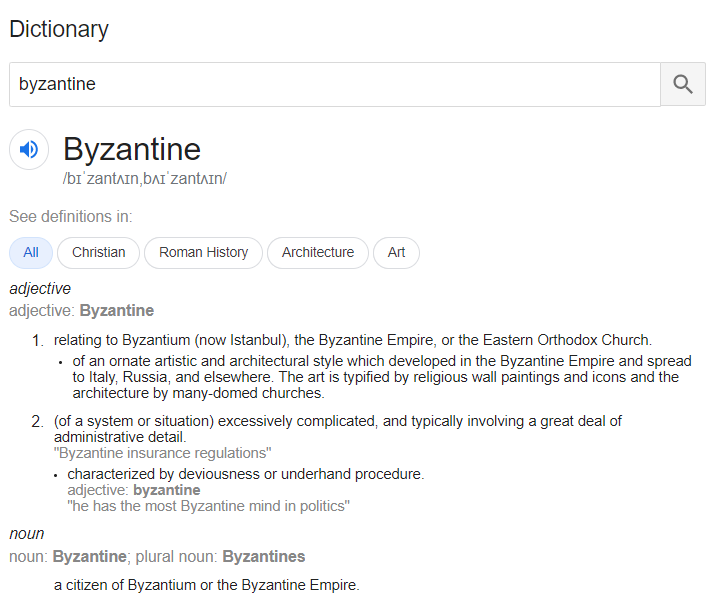 Dictionary
byzantine
Byzantine
/bɪˈzantʌɪn,bʌɪˈzantʌɪn/
See definitions in:
All Christian Roman History Architecture Art
adjective
adjective: Byzantine
1. relating to Byzantium (now Istanbul), the Byzantine Empire, or the Eastern Orthodox Church.
• of an ornate artistic and architectural style which developed in the Byzantine Empire and spread
to Italy, Russia, and elsewhere. The art is typified by religious wall paintings and icons and the
architecture by many-domed churches.
2. (of a system or situation) excessively complicated, and typically involving a great deal of
administrative detail.
"Byzantine insurance regulations"
• characterized by deviousness or underhand procedure.
adjective: byzantine
"he has the most Byzantine mind in politics"
noun
noun: Byzantine; plural noun: Byzantines
a citizen of Byzantium or the Byzantine Empire.